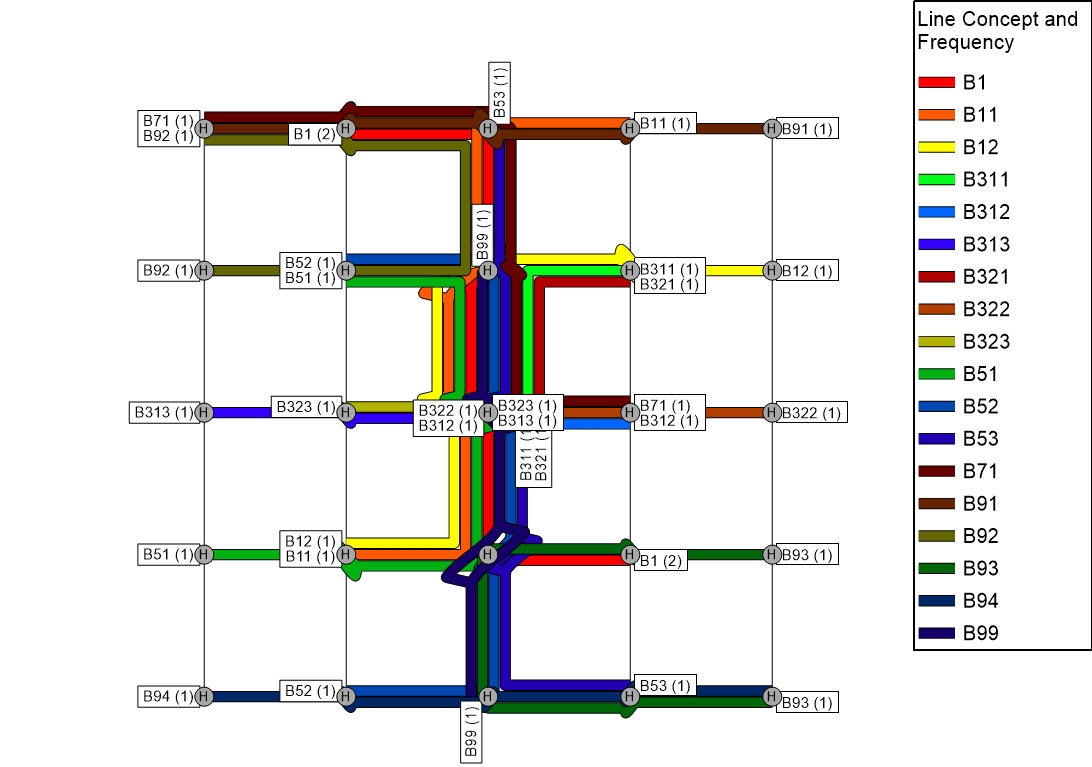 Line Concept and
Frequency
B1
B11
B12
B311
B312
B313
B321
B322
B323
B51
B52
B53
B71
B91
B92
B93
B94
B99
B53 (1)
B71 (1)
B92 (1)
H
B1 (2)
H
H
H
B11 (1)
H
B91 (1)
B99 (1)
B92 (1)
H
B52 (1)
B51 (1)
H
H
H
B311 (1)
B321 (1)
H
B12 (1)
B313 (1)
H
B323 (1)
H
B322 (1)
B312 (1)
H
B323 (1)
B313 (1)
H
B71 (1)
B312 (1)
H
B322 (1)
B311 (1)
B321 (1)
B51 (1)
H
B12 (1)
B11 (1)
H
H
H
B1 (2)
H
B93 (1)
B94 (1)
H
B52 (1)
H
H
H
B53 (1)
H
B93 (1)
B99 (1)